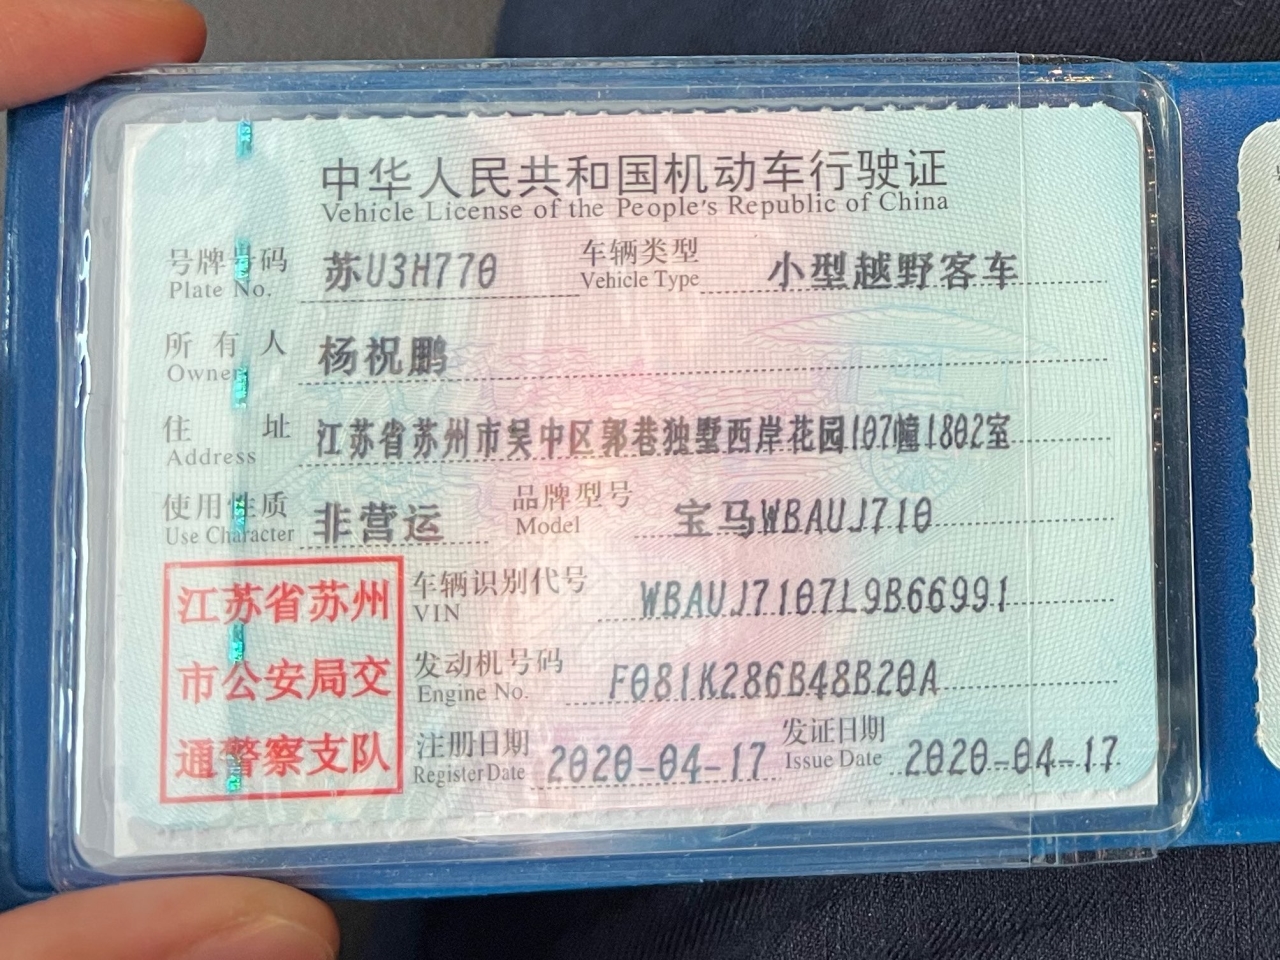 中华人民共和国机动车行驶证
Vehicle License of the People's Republic of China
号牌号码 苏U3H770 车辆类型 小型越野客车
Plate No. Vehicle Type
所有人 杨祝鹏
Owner
住址 江苏省苏州市吴中区郭巷独墅西岸花园107幢1802室
Address
使用性质 非营运 品牌型号 宝马WBAUJ710
Use Character Model
江苏省苏州
市公安局交
通警察支队
车辆识别代号 WBAUJ7107L9B66991
VIN
发动机号码 F081K286B48B20A
Engine No.
注册日期 2020-04-17 发证日期 2020-04-17
Register Date Issue Date